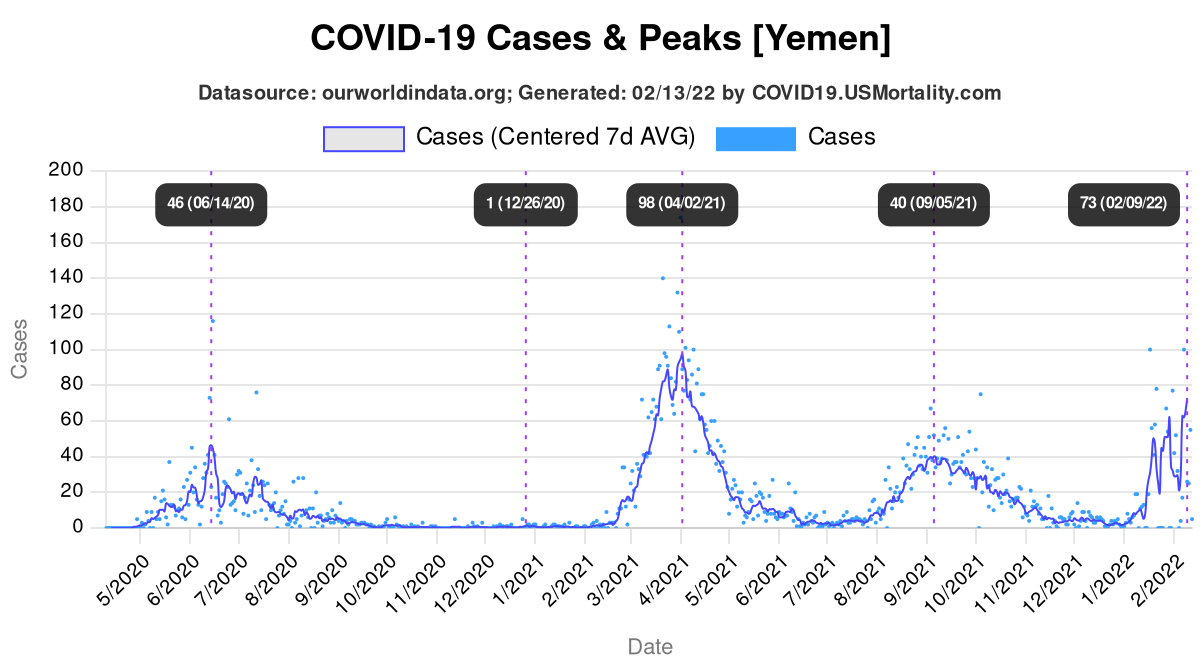 COVID-19 Cases & Peaks [Yemen]
Datasource: ourworldindata.org; Generated: 02/13/22 by COVID19.USMortality.com
Cases (Centered 7d AVG) Cases
200
180
160
140
120
100
80
60
40
20
0
Cases
46 (06/14/20) 1 (12/26/20) 98 (04/02/21) 40 (09/05/21) 73 (02/09/22)
5/2020 6/2020 7/2020 8/2020 9/2020 10/2020 11/2020 12/2020 1/2021 2/2021 3/2021 4/2021 5/2021 6/2021 7/2021 8/2021 9/2021 10/2021 11/2021 12/2021 1/2022 2/2022
Date